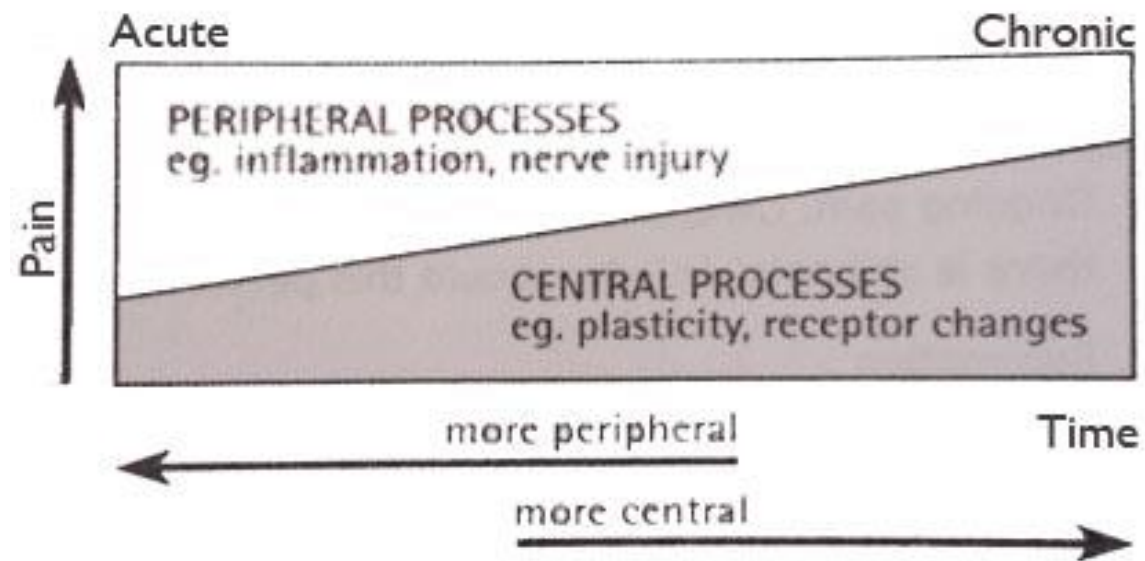 Acute
Chronic
PERIPHERAL PROCESSES
eg. inflammation, nerve injury
Pain
CENTRAL PROCESSES
eg. plasticity, receptor changes
more peripheral
Time
more central